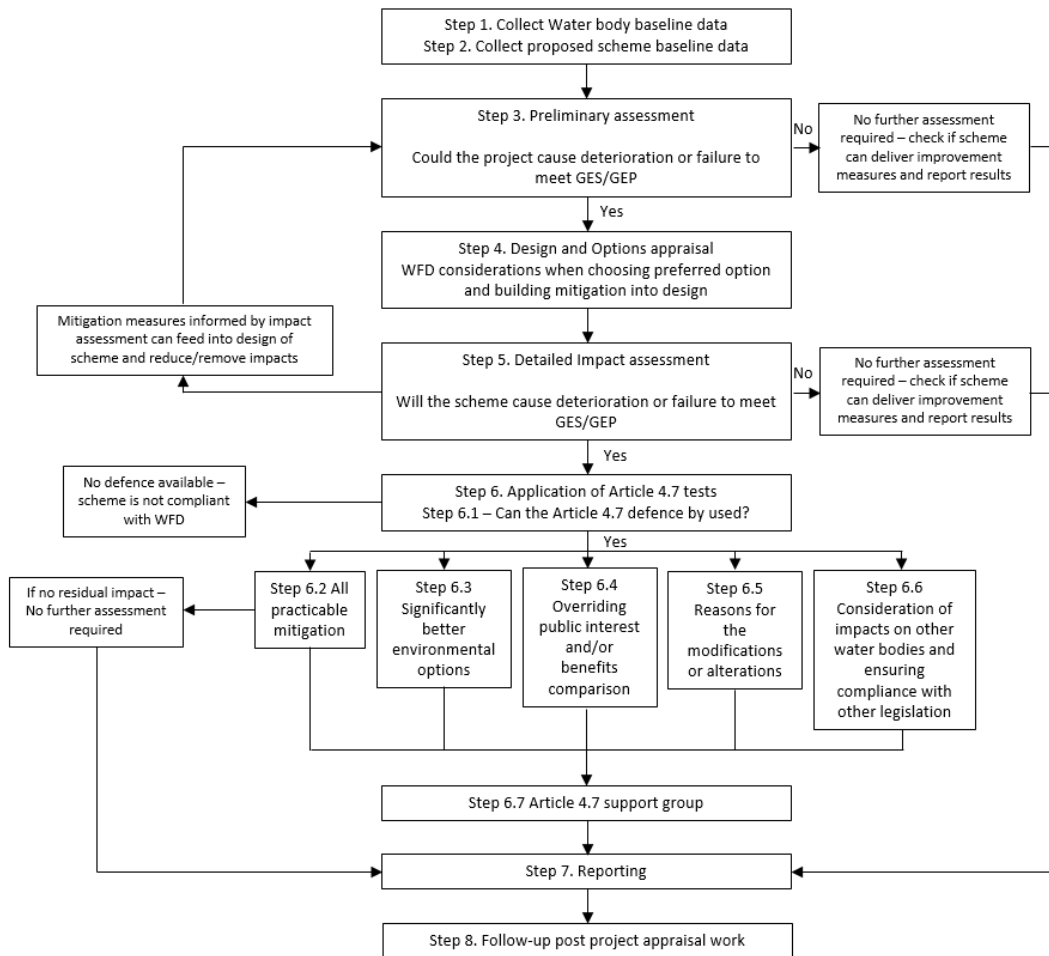 Step 1. Collect Water body baseline data
Step 2. Collect proposed scheme baseline data
Step 3. Preliminary assessment
Could the project cause deterioration or failure to
meet GES/GEP
No
No further assessment
required – check if scheme
can deliver improvement
measures and report results
Yes
Step 4. Design and Options appraisal
WFD considerations when choosing preferred option
and building mitigation into design
Mitigation measures informed by impact
assessment can feed into design of
scheme and reduce/remove impacts
Step 5. Detailed Impact assessment
Will the scheme cause deterioration or failure to meet
GES/GEP
No
No further assessment
required – check if scheme
can deliver improvement
measures and report results
Yes
No defence available –
scheme is not compliant
with WFD
Step 6. Application of Article 4.7 tests
Step 6.1 – Can the Article 4.7 defence by used?
Yes
If no residual impact –
No further assessment
required
Step 6.2 All
practicable
mitigation
Step 6.3
Significantly
better
environmental
options
Step 6.4
Overriding
public interest
and/or
benefits
comparison
Step 6.5
Reasons for
the
modifications
or alterations
Step 6.6
Consideration of
impacts on other
water bodies and
ensuring
compliance with
other legislation
Step 6.7 Article 4.7 support group
Step 7. Reporting
Step 8. Follow-up post project appraisal work